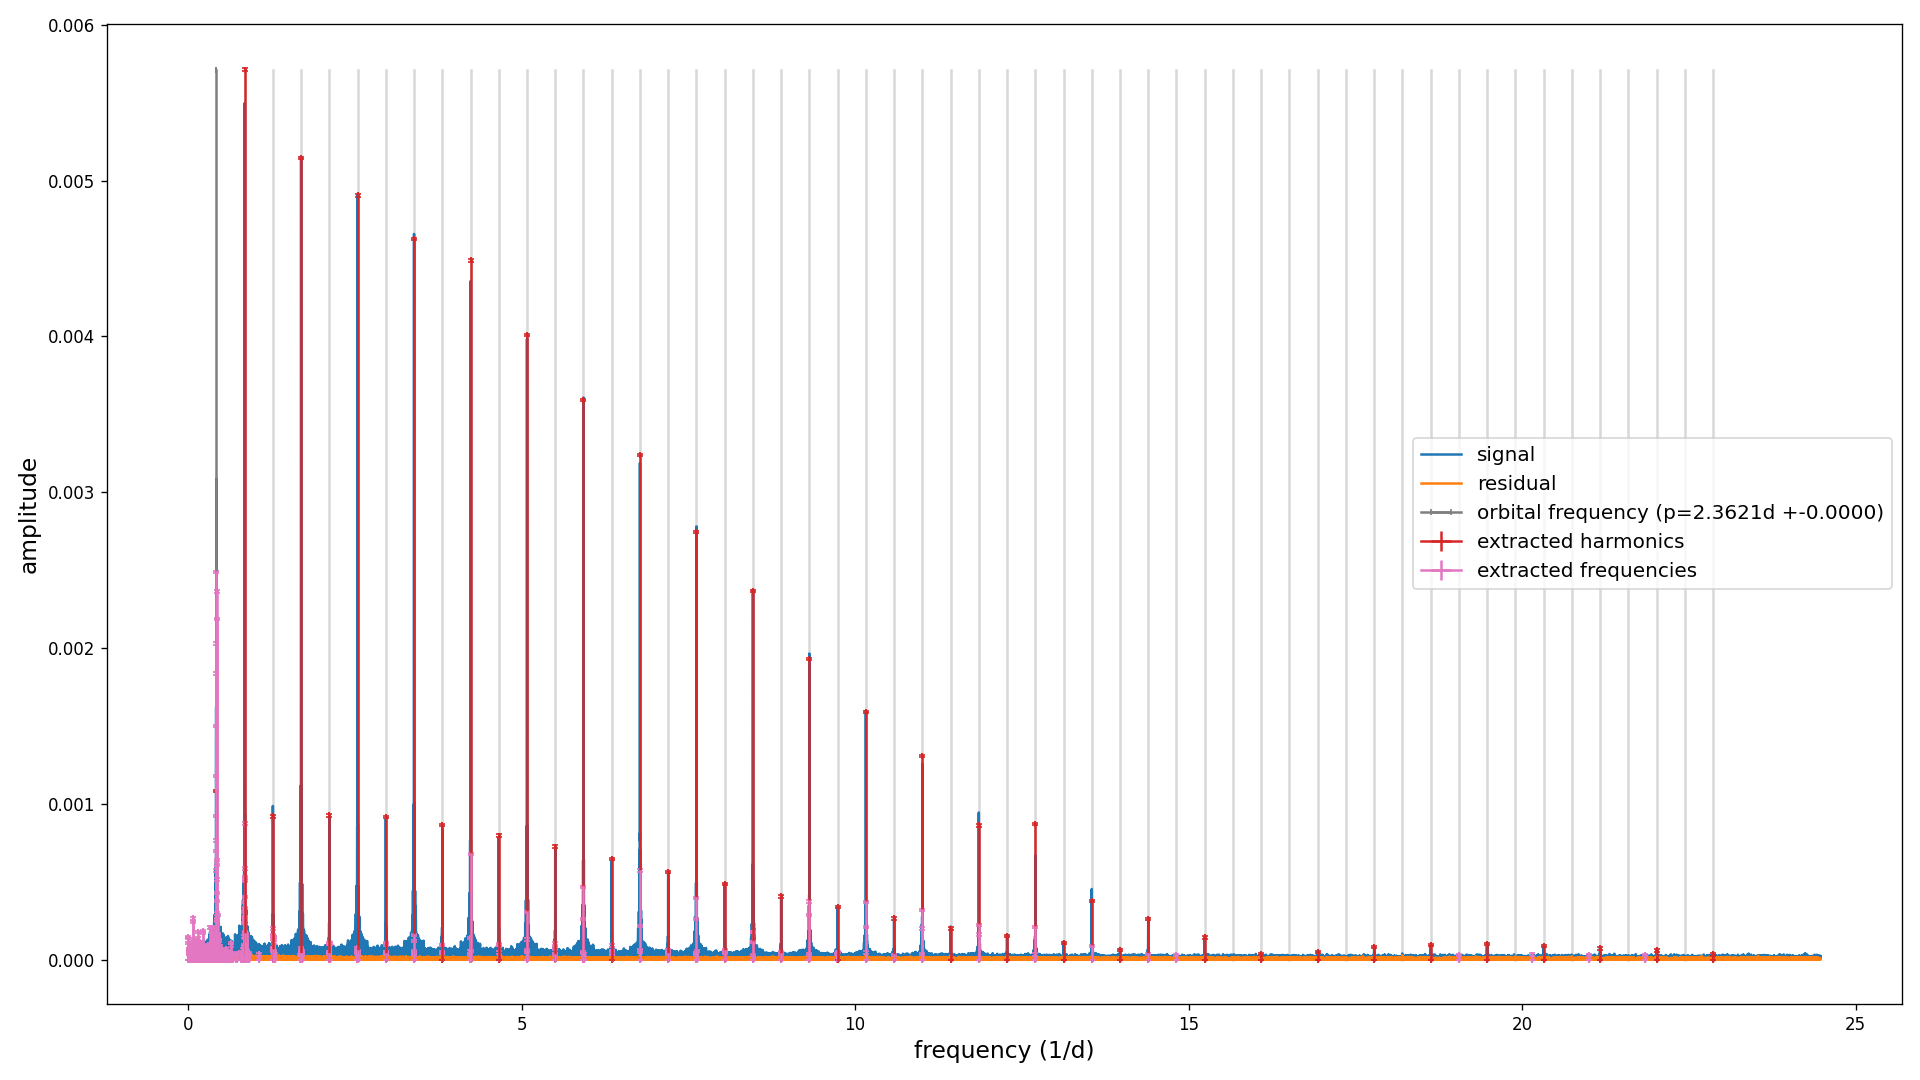 0.006
0.005
0.004
0.003
0.002
0.001
0.000
amplitude
signal
residual
orbital frequency (p=2.3621d +-0.0000)
extracted harmonics
extracted frequencies
0 5 10 15 20 25
frequency (1/d)